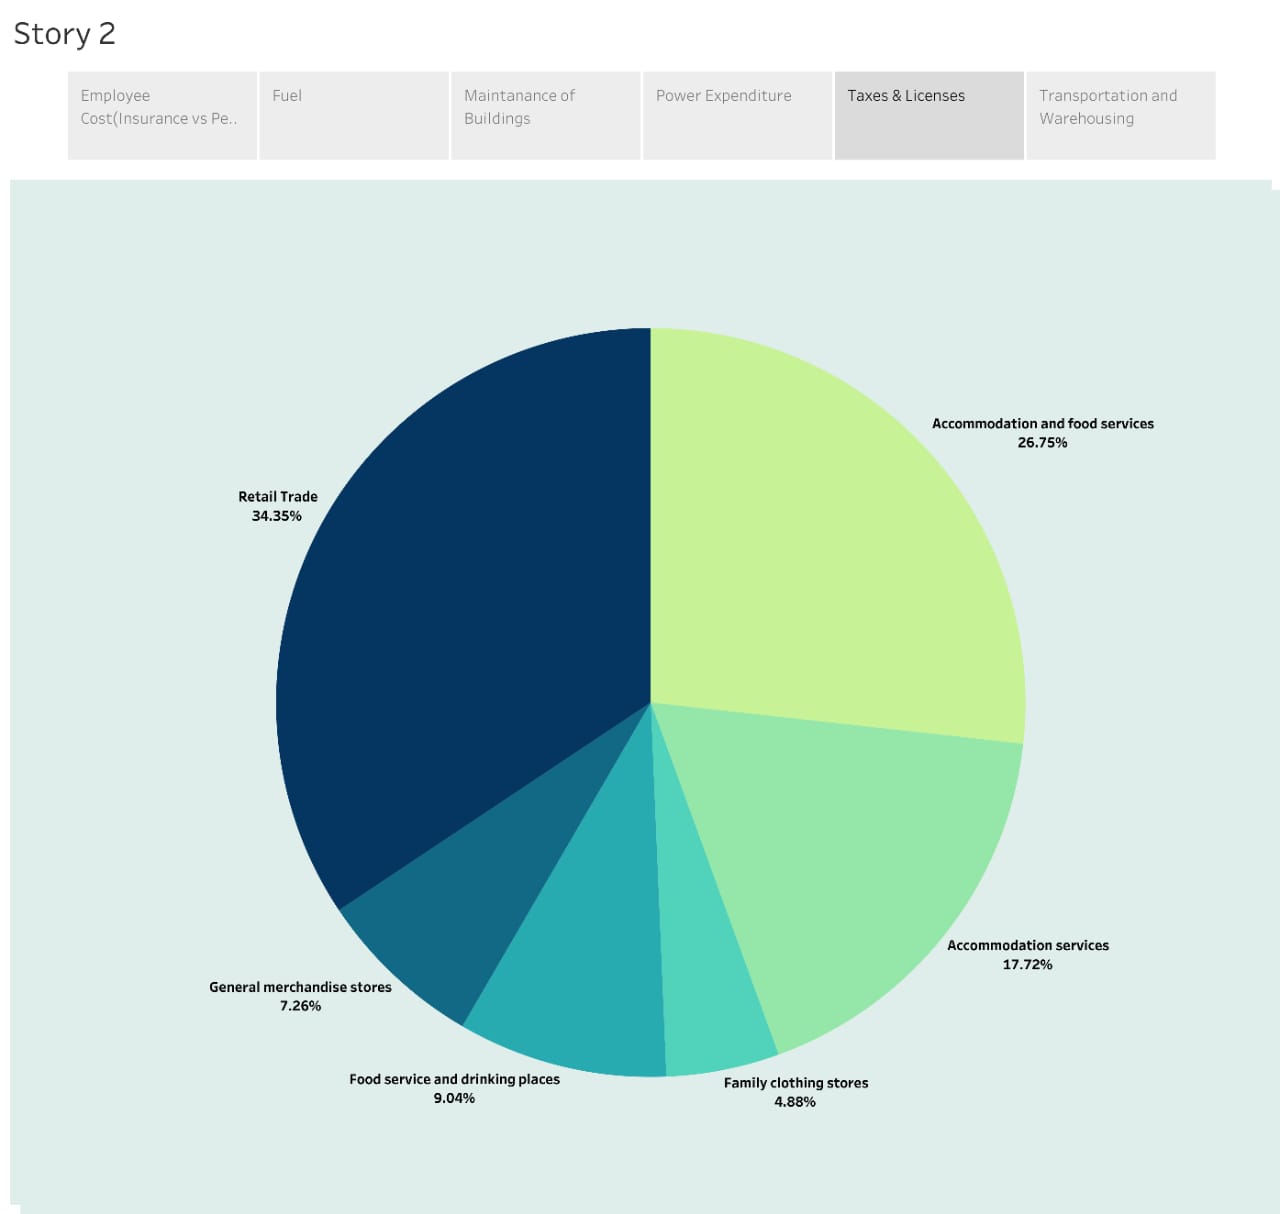 Story 2
Employee
Cost(Insurance vs Pe..
Fuel
Maintanance of
Buildings
Power Expenditure
Taxes & Licenses
Transportation and
Warehousing
Accommodation and food services
26.75%
Retail Trade
34.35%
Accommodation services
17.72%
General merchandise stores
7.26%
Food service and drinking places
9.04%
Family clothing stores
4.88%